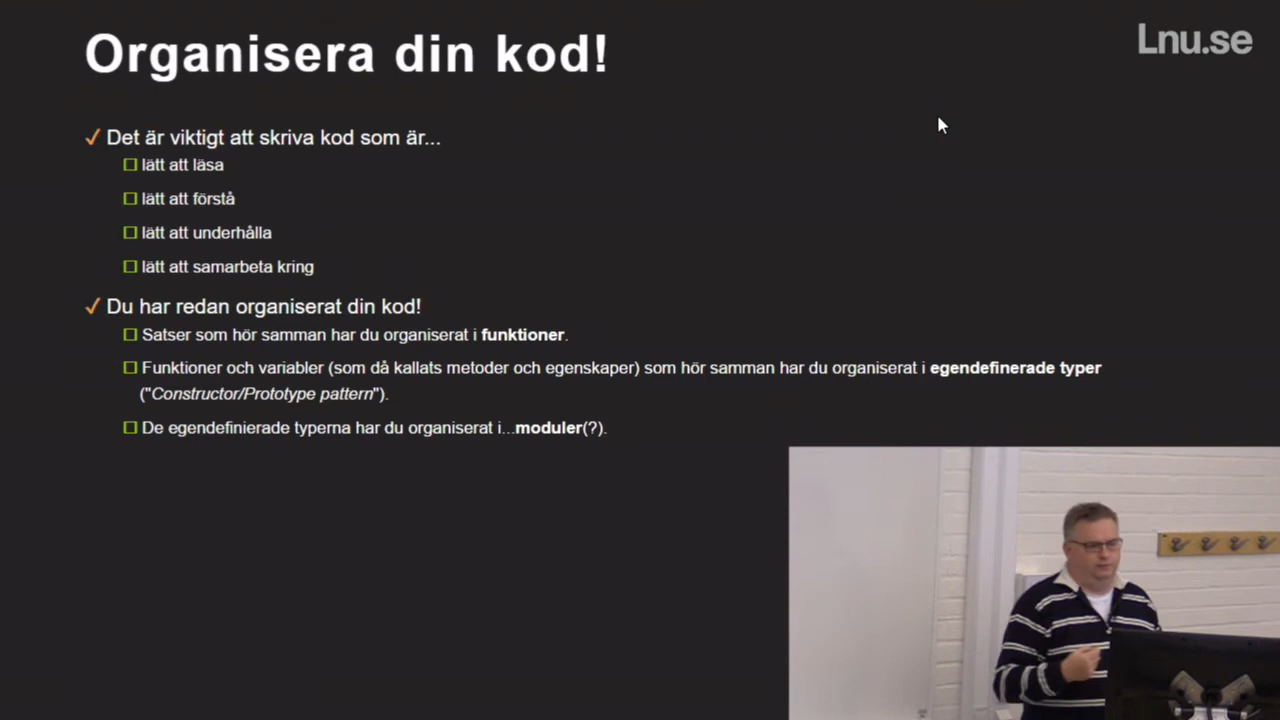 Organisera din kod!
Lnu.se
Det är viktigt att skriva kod som är...
lätt att läsa
lätt att förstå
lätt att underhålla
lätt att samarbeta kring
Du har redan organiserat din kod!
Satser som hör samman har du organiserat i funktioner.
Funktioner och variabler (som då kallats metoder och egenskaper) som hör samman har du organiserat i egendefinerade typer
("Constructor/Prototype pattern").
De egendefinierade typerna har du organiserat i...moduler(?).